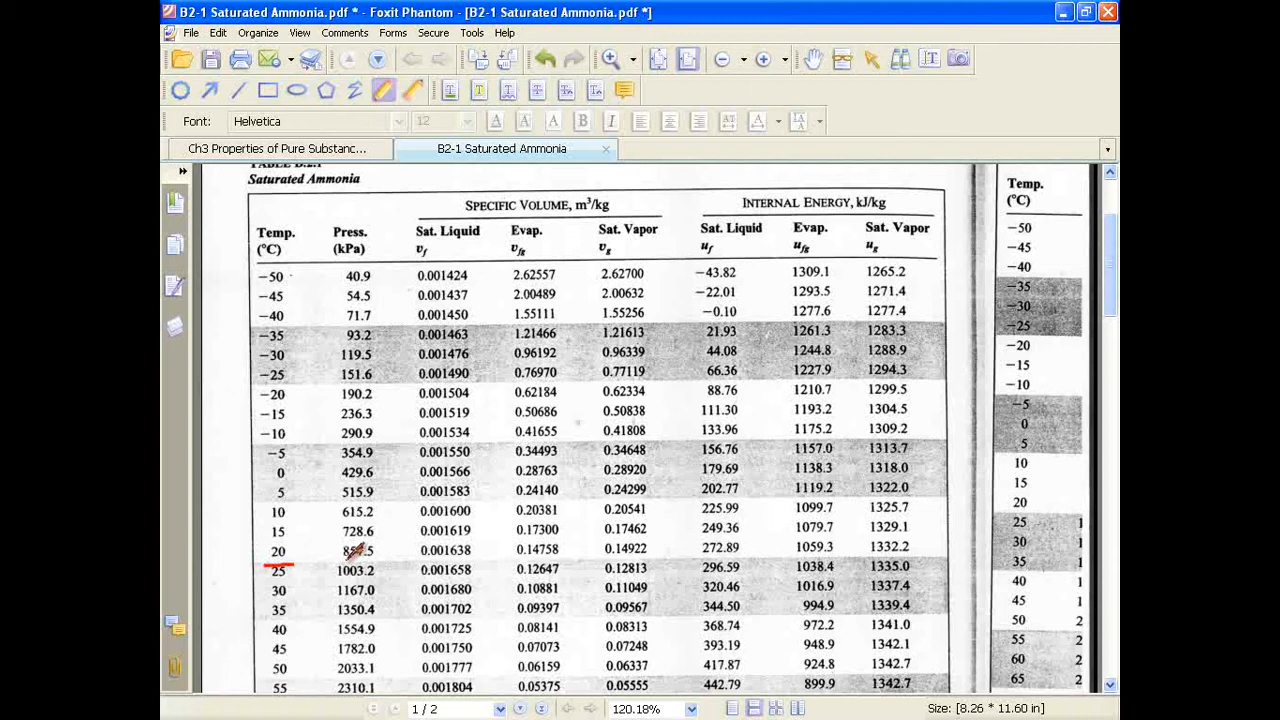 B2-1 Saturated Ammonia.pdf * - Foxit Phantom - [B2-1 Saturated Ammonia.pdf *]
File Edit Organize View Comments Forms Secure Tools Help
Font: Helvetica 12
Ch3 Properties of Pure Substanc... B2-1 Saturated Ammonia
Saturated Ammonia
SPECIFIC VOLUME, m³/kg INTERNAL ENERGY, kJ/kg
Temp. Press. Sat. Liquid Evap. Sat. Vapor Sat. Liquid Evap. Sat. Vapor
(°C) (kPa) vf vfg vg uf ufg ug
−50 40.9 0.001424 2.62557 2.62700 −43.82 1309.1 1265.2
−45 54.5 0.001437 2.00489 2.00632 −22.01 1293.5 1271.4
−40 71.7 0.001450 1.55111 1.55256 −0.10 1277.6 1277.4
−35 93.2 0.001463 1.21466 1.21613 21.93 1261.3 1283.3
−30 119.5 0.001476 0.96192 0.96339 44.08 1244.8 1288.9
−25 151.6 0.001490 0.76970 0.77119 66.36 1227.9 1294.3
−20 190.2 0.001504 0.62184 0.62334 88.76 1210.7 1299.5
−15 236.3 0.001519 0.50686 0.50838 111.30 1193.2 1304.5
−10 290.9 0.001534 0.41655 0.41808 133.96 1175.2 1309.2
−5 354.9 0.001550 0.34493 0.34648 156.76 1157.0 1313.7
0 429.6 0.001566 0.28763 0.28920 179.69 1138.3 1318.0
5 515.9 0.001583 0.24140 0.24299 202.77 1119.2 1322.0
10 615.2 0.001600 0.20381 0.20541 225.99 1099.7 1325.7
15 728.6 0.001619 0.17300 0.17462 249.36 1079.7 1329.1
20 0.001638 0.14758 0.14922 272.89 1059.3 1332.2
25 1003.2 0.001658 0.12647 0.12813 296.59 1038.4 1335.0
30 1167.0 0.001680 0.10881 0.11049 320.46 1016.9 1337.4
35 1350.4 0.001702 0.09397 0.09567 344.50 994.9 1339.4
40 1554.9 0.001725 0.08141 0.08313 368.74 972.2 1341.0
45 1782.0 0.001750 0.07073 0.07248 393.19 948.9 1342.1
50 2033.1 0.001777 0.06159 0.06337 417.87 924.8 1342.7
55 2310.1 0.001804 0.05375 0.05555 442.79 899.9 1342.7
Temp.
(°C)
−50
−45
−40
−35
−30
−25
−20
−15
−10
−5
0
5
10
15
20
25 1
30 1
35 1
40 1
45 1
50 2
55 2
60 2
65 2
1 / 2 120.18% Size: [8.26 * 11.60 in]